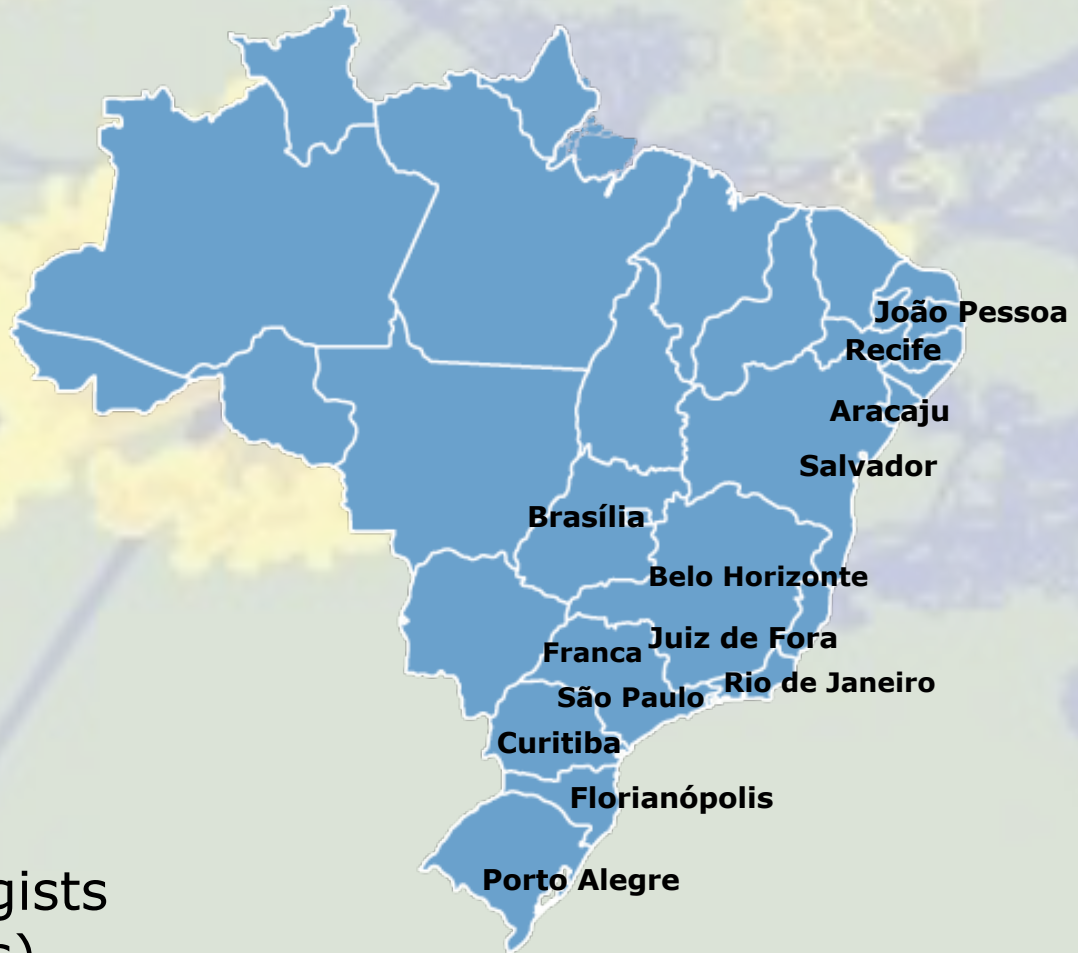 João Pessoa
Recife
Aracaju
Salvador
Brasília
Belo Horizonte
Juiz de Fora
Franca
Rio de Janeiro
São Paulo
Curitiba
Florianópolis
Porto Alegre
gists
s)